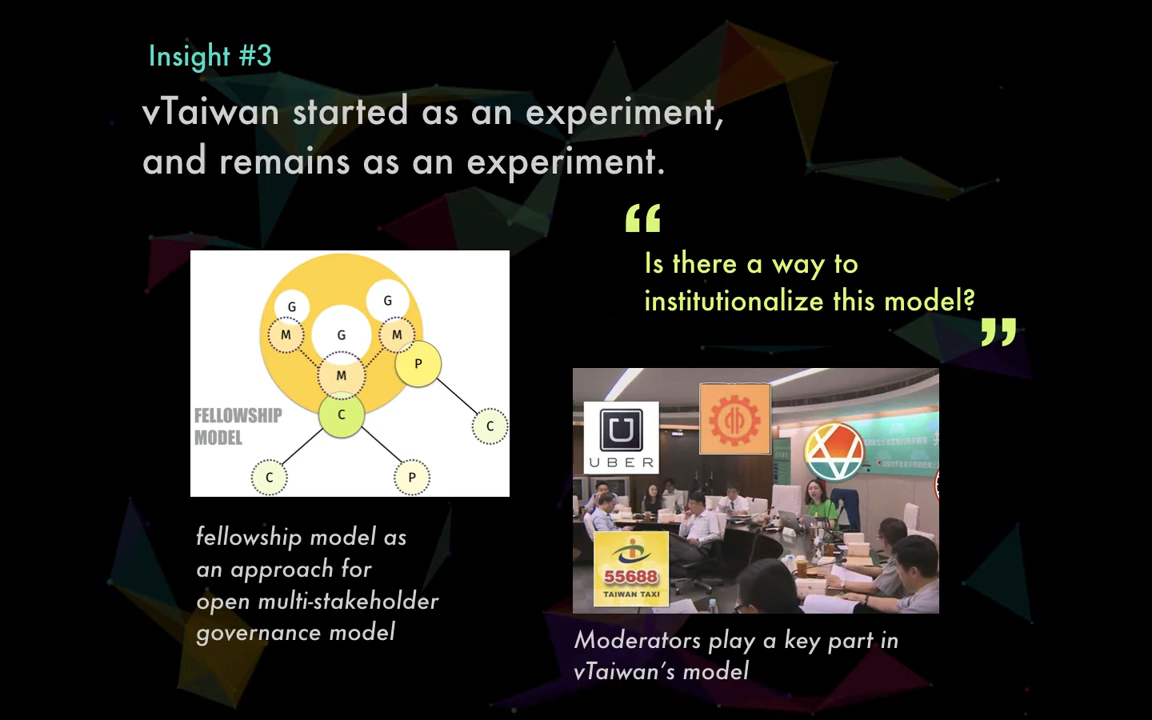 Insight #3
vTaiwan started as an experiment,
and remains as an experiment.
“
Is there a way to
institutionalize this model?
”
G
G
M
G
M
P
M
C
C
FELLOWSHIP
MODEL
C
P
UBER
55688
TAIWAN TAXI
fellowship model as
an approach for
open multi-stakeholder
governance model
Moderators play a key part in
vTaiwan’s model